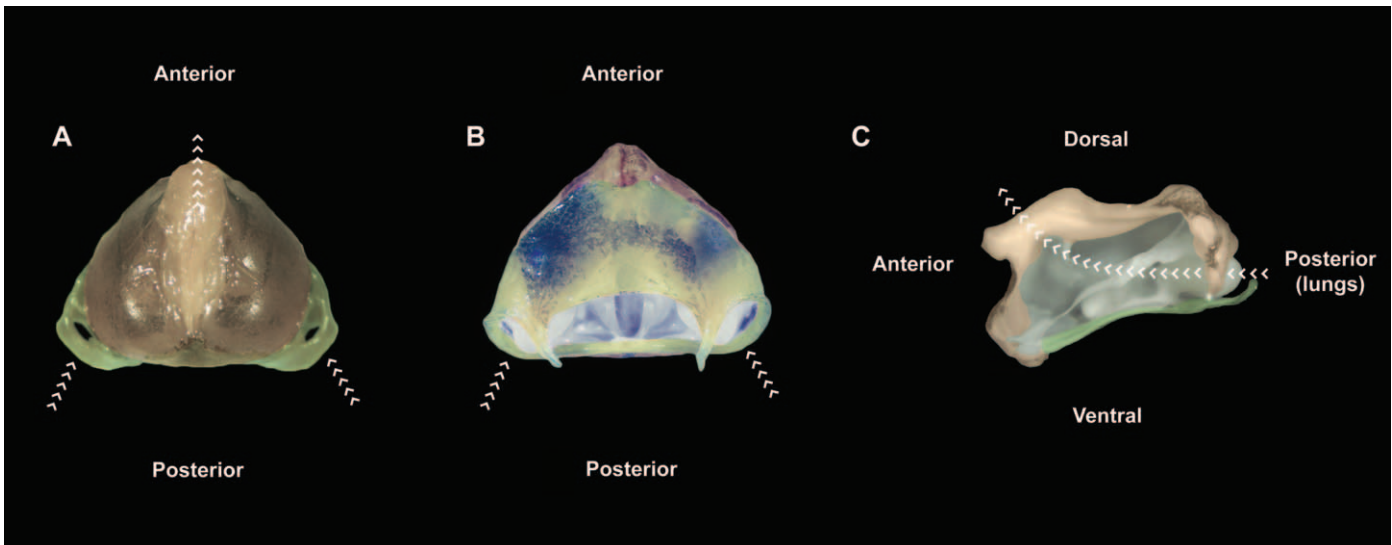 Anterior
Anterior
A
B
C
Dorsal
Anterior
Posterior
(lungs)
Ventral
Posterior
Posterior